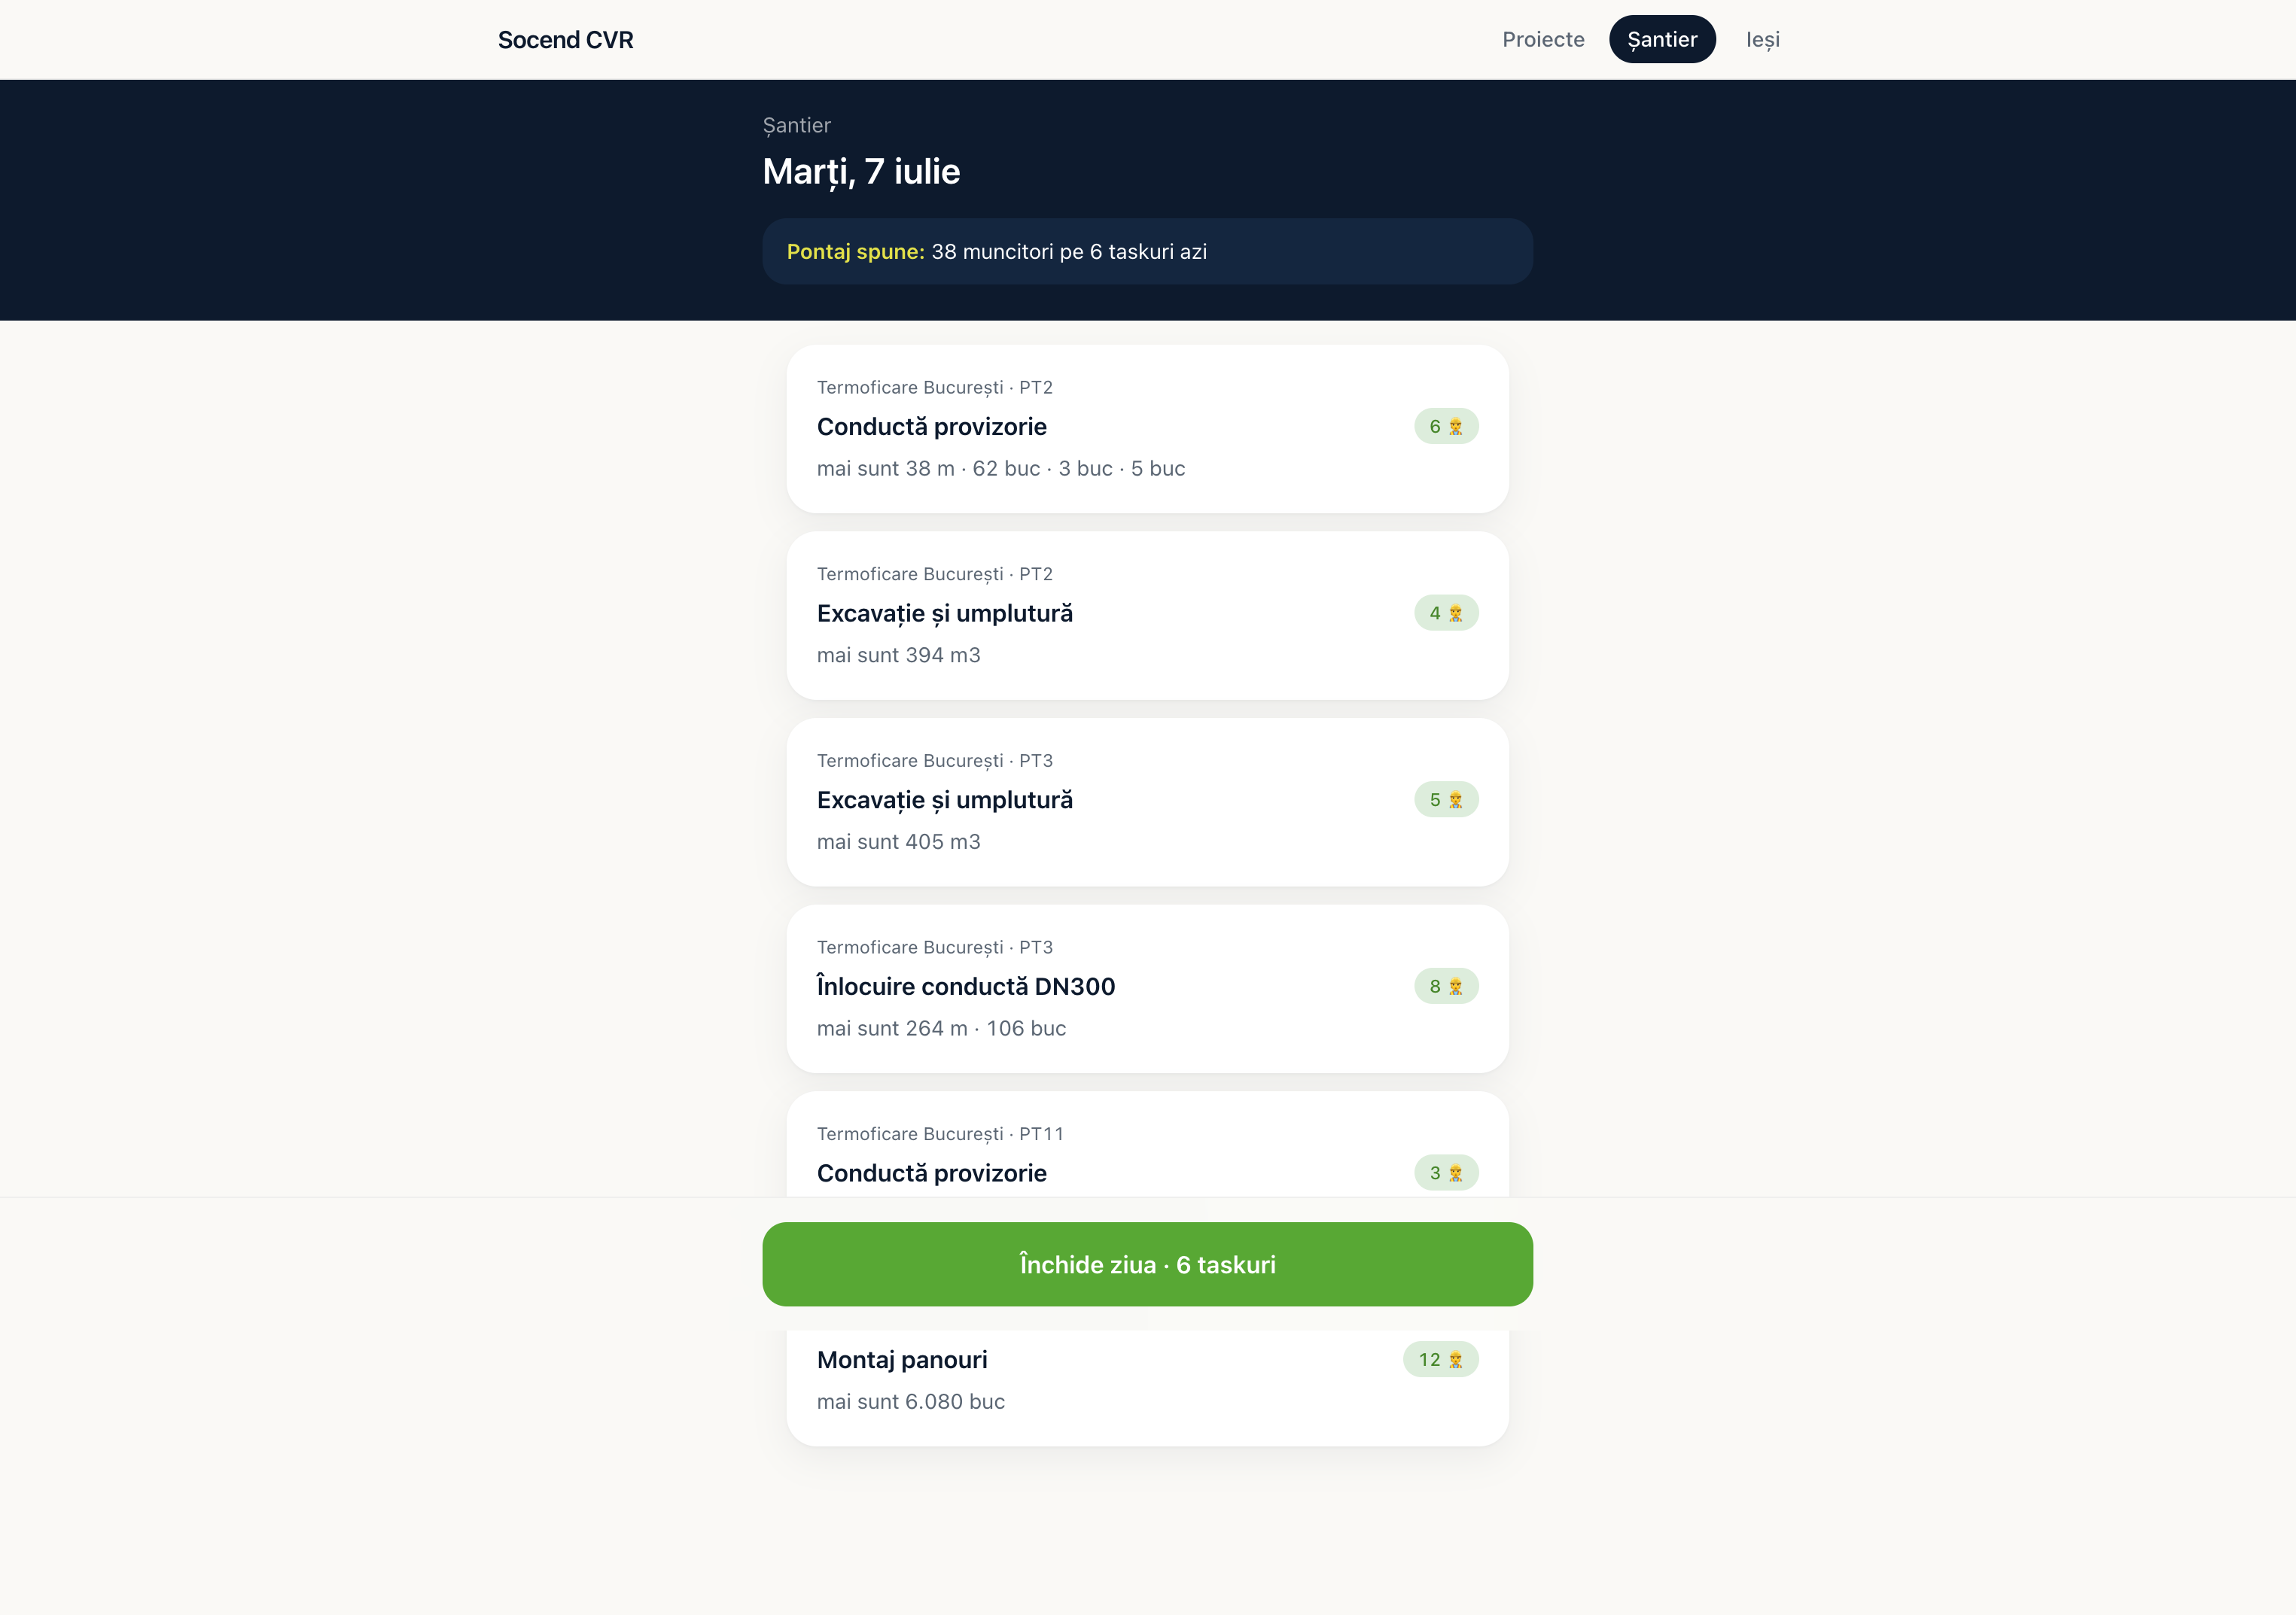 Socend CVR
Proiecte Șantier Ieși
Șantier
Marți, 7 iulie
Pontaj spune: 38 muncitori pe 6 taskuri azi
Termoficare București · PT2
Conductă provizorie
6
mai sunt 38 m · 62 buc · 3 buc · 5 buc
Termoficare București · PT2
Excavație și umplutură
4
mai sunt 394 m3
Termoficare București · PT3
Excavație și umplutură
5
mai sunt 405 m3
Termoficare București · PT3
Înlocuire conductă DN300
8
mai sunt 264 m · 106 buc
Termoficare București · PT11
Conductă provizorie
3
Închide ziua · 6 taskuri
Montaj panouri
12
mai sunt 6.080 buc